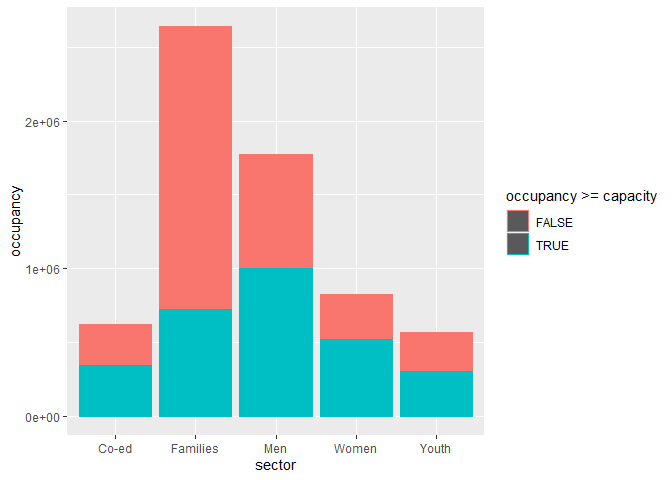 occupancy
2e+06
1e+06
0e+00
Co-ed Families Men Women Youth
sector
occupancy >= capacity
FALSE
TRUE